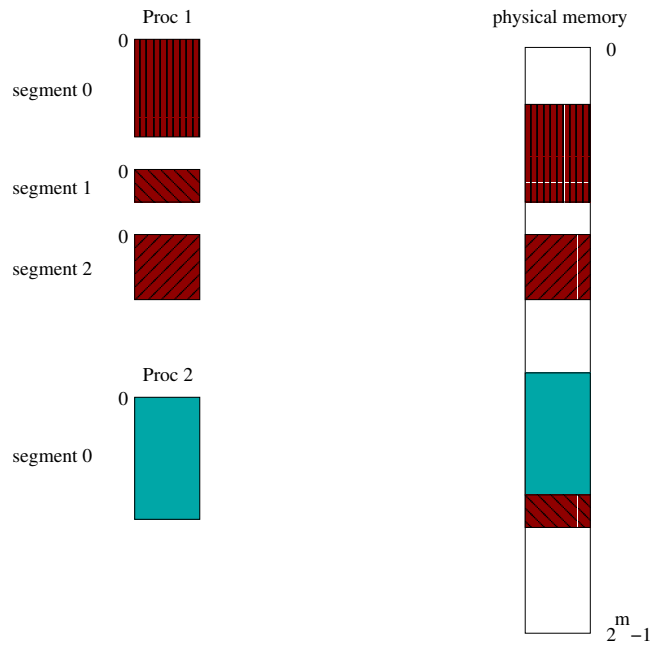 Proc 1
physical memory
0
0
segment 0
0
segment 1
0
segment 2
Proc 2
0
segment 0
2^m −1